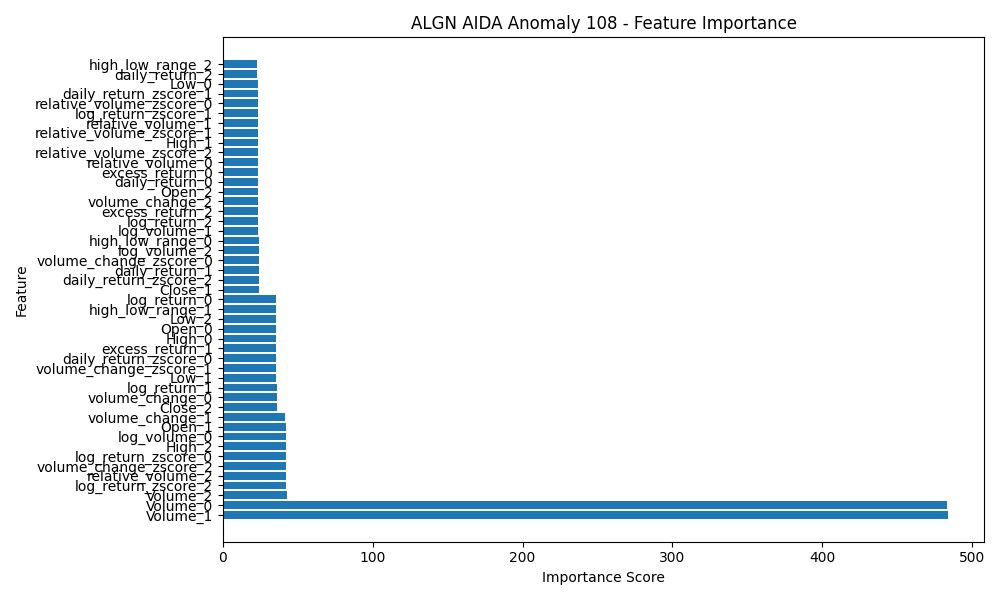 ALGN AIDA Anomaly 108 - Feature Importance
high_low_range_2
daily_return_2
Low_0
daily_return_zscore_1
relative_volume_zscore_0
log_return_zscore_1
relative_volume_1
relative_volume_zscore_1
High_1
relative_volume_zscore_2
relative_volume_0
excess_return_0
daily_return_0
Open_2
volume_change_2
excess_return_2
log_return_2
log_volume_1
high_low_range_0
log_volume_2
volume_change_zscore_0
daily_return_1
daily_return_zscore_2
Close_1
log_return_0
high_low_range_1
Low_2
Open_0
High_0
excess_return_1
daily_return_zscore_0
volume_change_zscore_1
Low_1
log_return_1
volume_change_0
Close_2
volume_change_1
Open_1
log_volume_0
High_2
log_return_zscore_0
volume_change_zscore_2
relative_volume_2
log_return_zscore_2
Volume_2
Volume_0
Volume_1
Feature
0 100 200 300 400 500
Importance Score